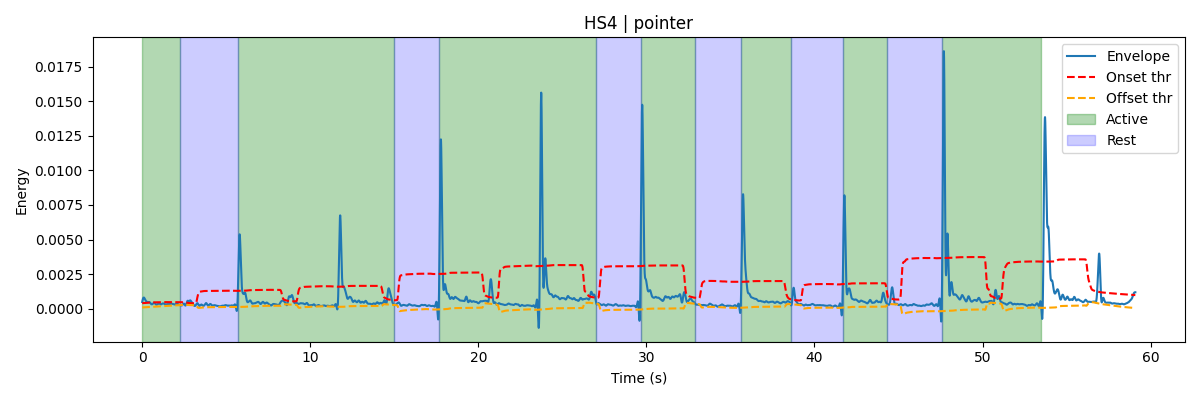 HS4 | pointer
Energy
0.0175
0.0150
0.0125
0.0100
0.0075
0.0050
0.0025
0.0000
Envelope
Onset thr
Offset thr
Active
Rest
0 10 20 30 40 50 60
Time (s)